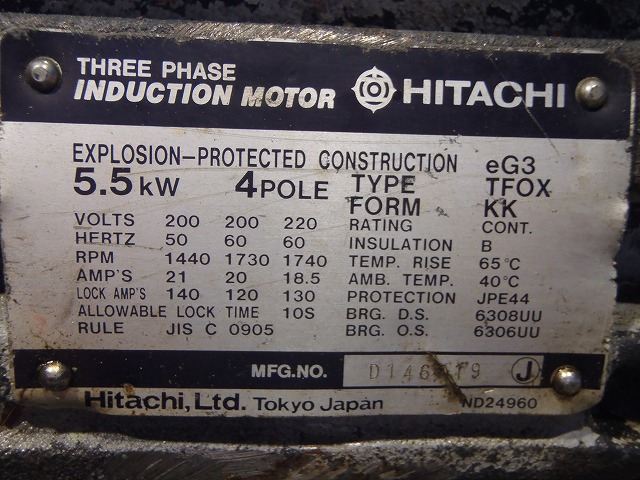 THREE PHASE
INDUCTION MOTOR HITACHI
EXPLOSION-PROTECTED CONSTRUCTION eG3
5.5kW 4POLE TYPE TFOX
FORM KK
VOLTS 200 200 220 RATING CONT.
HERTZ 50 60 60 INSULATION B
RPM 1440 1730 1740 TEMP. RISE 65°C
AMP'S 21 20 18.5 AMB. TEMP. 40°C
LOCK AMP'S 140 120 130 PROTECTION JPE44
ALLOWABLE LOCK TIME 10S BRG. D.S. 6308UU
RULE JIS C 0905 BRG. O.S. 6306UU
MFG.NO. J
Hitachi, Ltd. Tokyo Japan ND24960